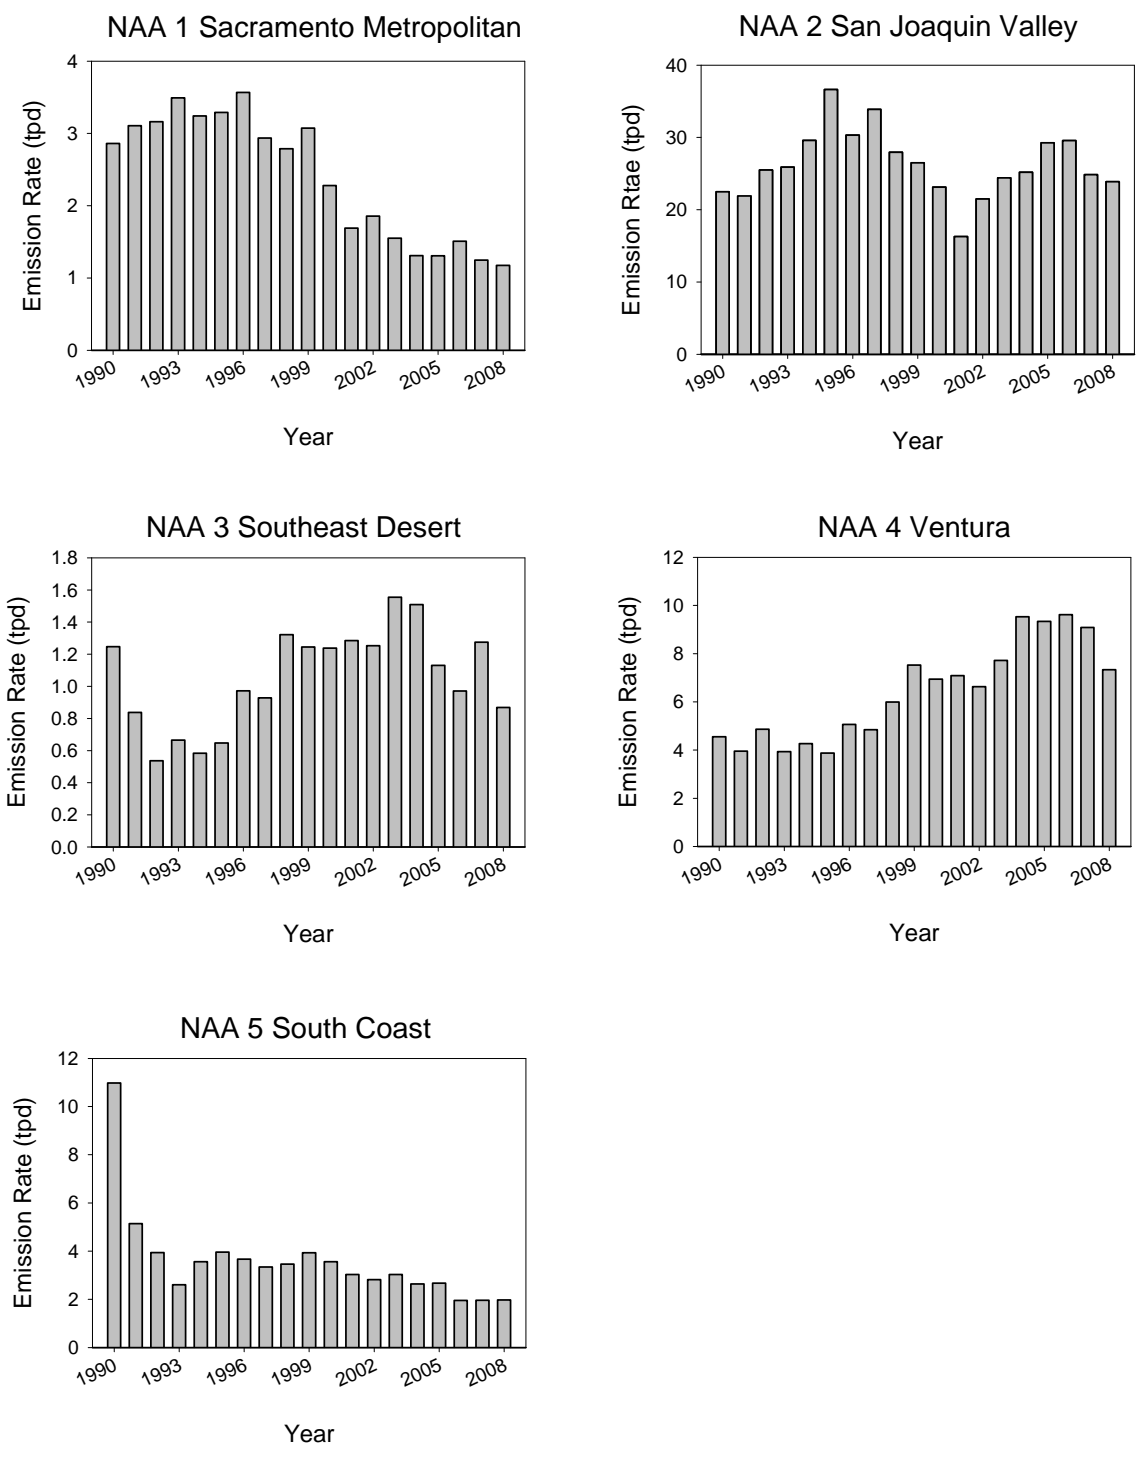 NAA 1 Sacramento Metropolitan
Emission Rate (tpd)
4
3
2
1
0
1990 1993 1996 1999 2002 2005 2008
Year
NAA 2 San Joaquin Valley
Emission Rtae (tpd)
40
30
20
10
0
1990 1993 1996 1999 2002 2005 2008
Year
NAA 3 Southeast Desert
Emission Rate (tpd)
1.8
1.6
1.4
1.2
1.0
0.8
0.6
0.4
0.2
0.0
1990 1993 1996 1999 2002 2005 2008
Year
NAA 4 Ventura
Emission Rate (tpd)
12
10
8
6
4
2
0
1990 1993 1996 1999 2002 2005 2008
Year
NAA 5 South Coast
Emission Rate (tpd)
12
10
8
6
4
2
0
1990 1993 1996 1999 2002 2005 2008
Year